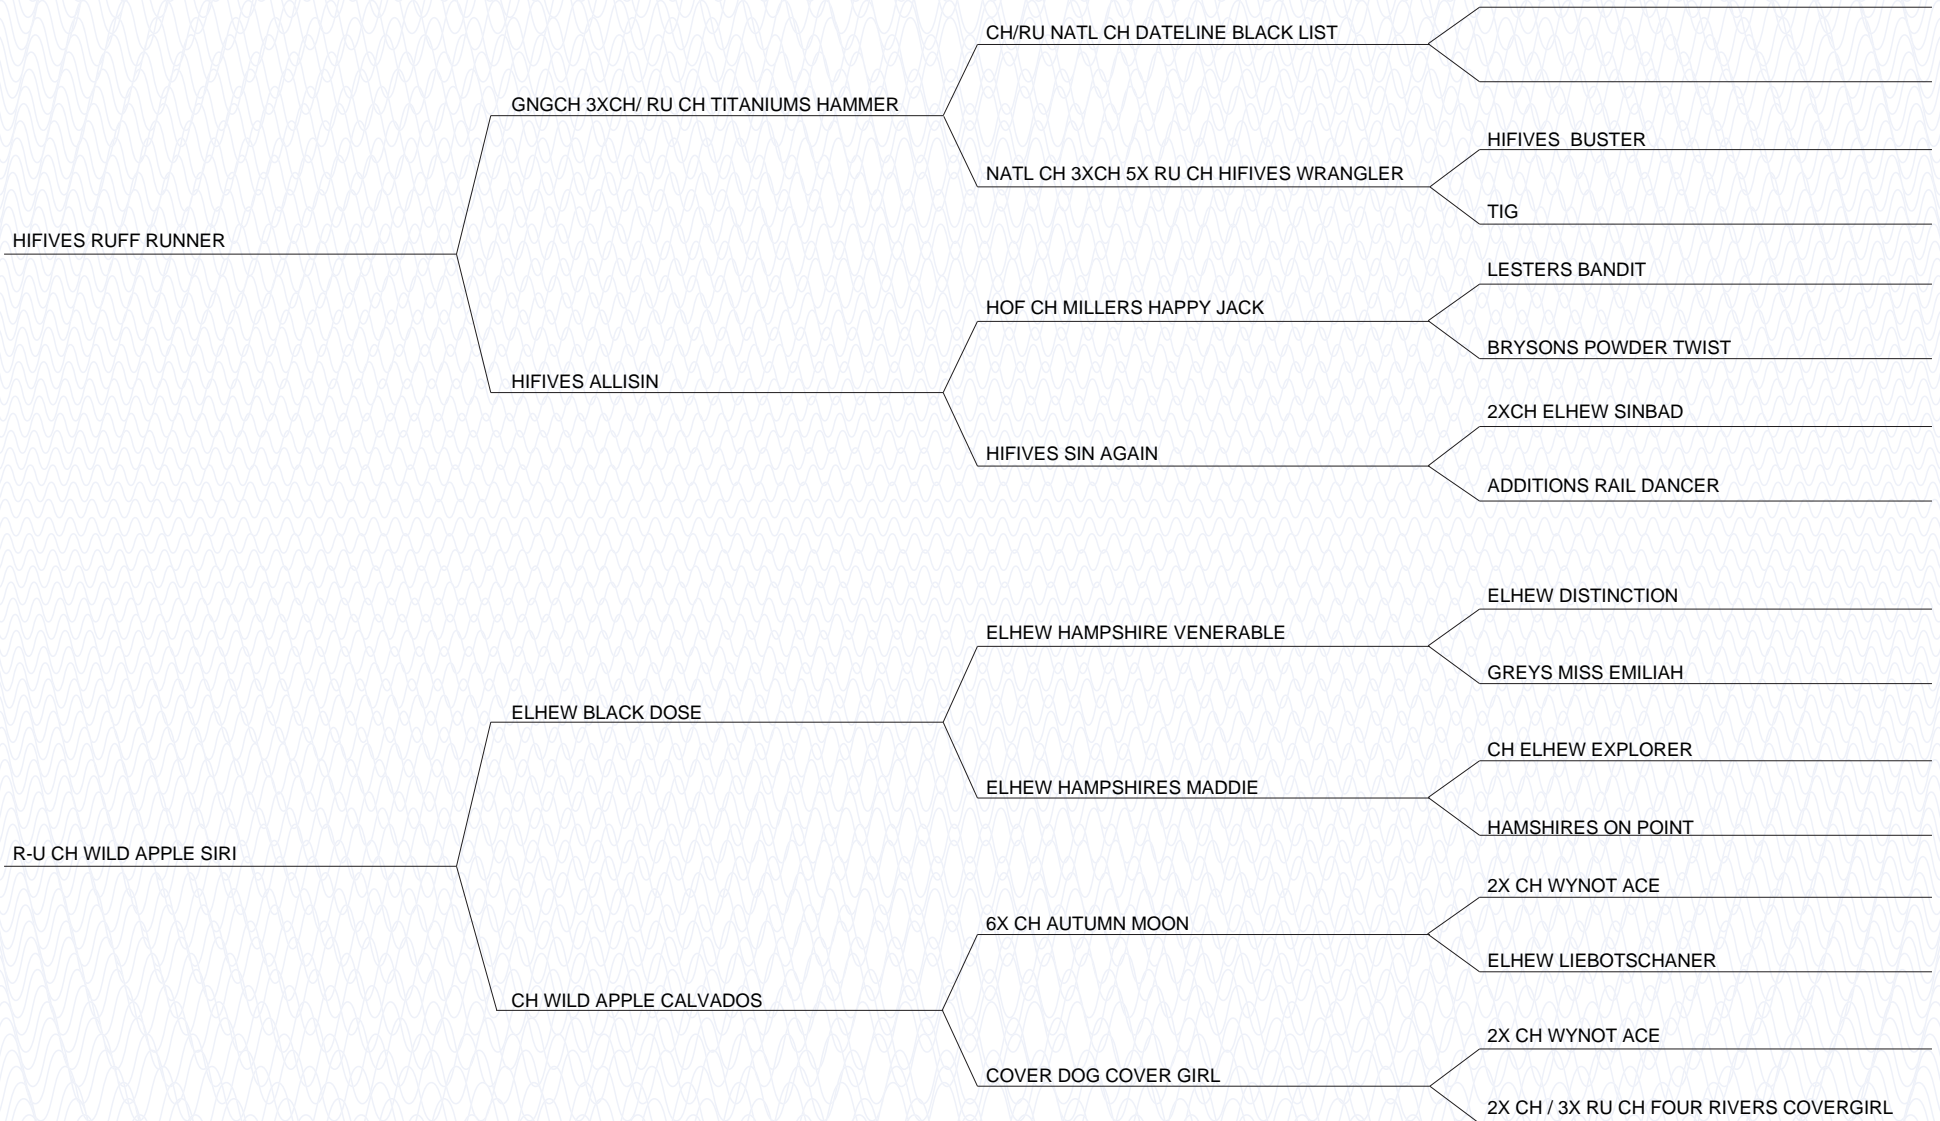 CH/RU NATL CH DATELINE BLACK LIST
GNGCH 3XCH/ RU CH TITANIUMS HAMMER
HIFIVES  BUSTER
NATL CH 3XCH 5X RU CH HIFIVES WRANGLER
TIG
HIFIVES RUFF RUNNER
LESTERS BANDIT
HOF CH MILLERS HAPPY JACK
BRYSONS POWDER TWIST
HIFIVES ALLISIN
2XCH ELHEW SINBAD
HIFIVES SIN AGAIN
ADDITIONS RAIL DANCER
ELHEW DISTINCTION
ELHEW HAMPSHIRE VENERABLE
GREYS MISS EMILIAH
ELHEW BLACK DOSE
CH ELHEW EXPLORER
ELHEW HAMPSHIRES MADDIE
HAMSHIRES ON POINT
R-U CH WILD APPLE SIRI
2X CH WYNOT ACE
6X CH AUTUMN MOON
ELHEW LIEBOTSCHANER
CH WILD APPLE CALVADOS
2X CH WYNOT ACE
COVER DOG COVER GIRL
2X CH / 3X RU CH FOUR RIVERS COVERGIRL